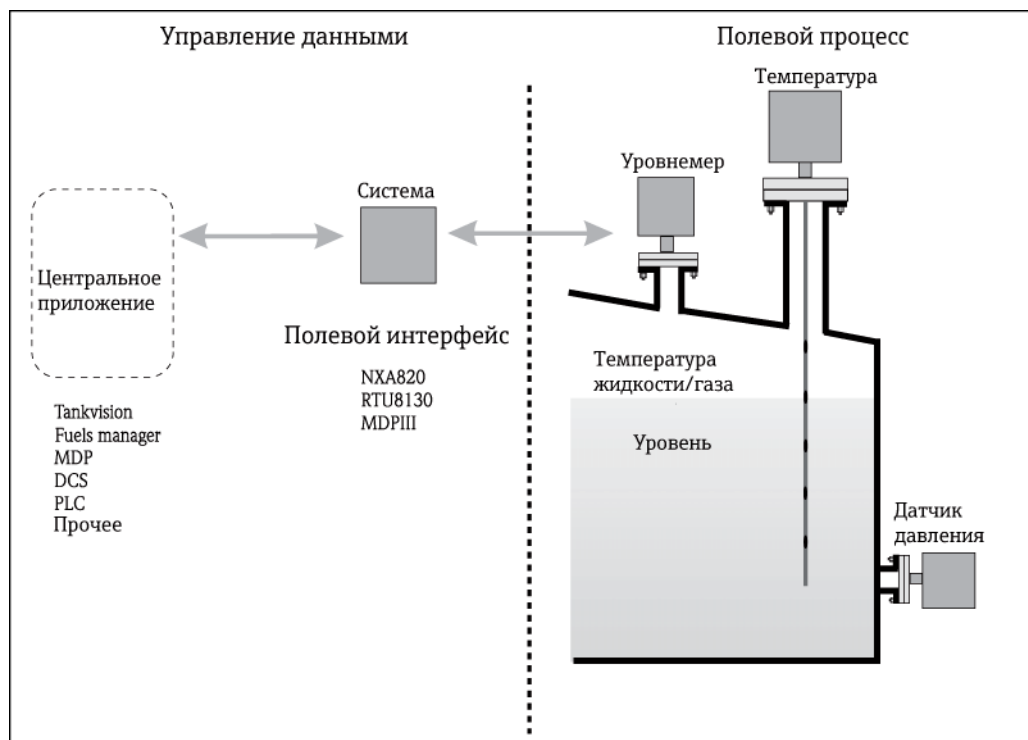 Управление данными
Полевой процесс
Температура
Уровнемер
Система
Центральное
приложение
Полевой интерфейс
NXA820
RTU8130
MDPIII
Tankvision
Fuels manager
MDP
DCS
PLC
Прочее
Температура
жидкости/газа
Уровень
Датчик
давления